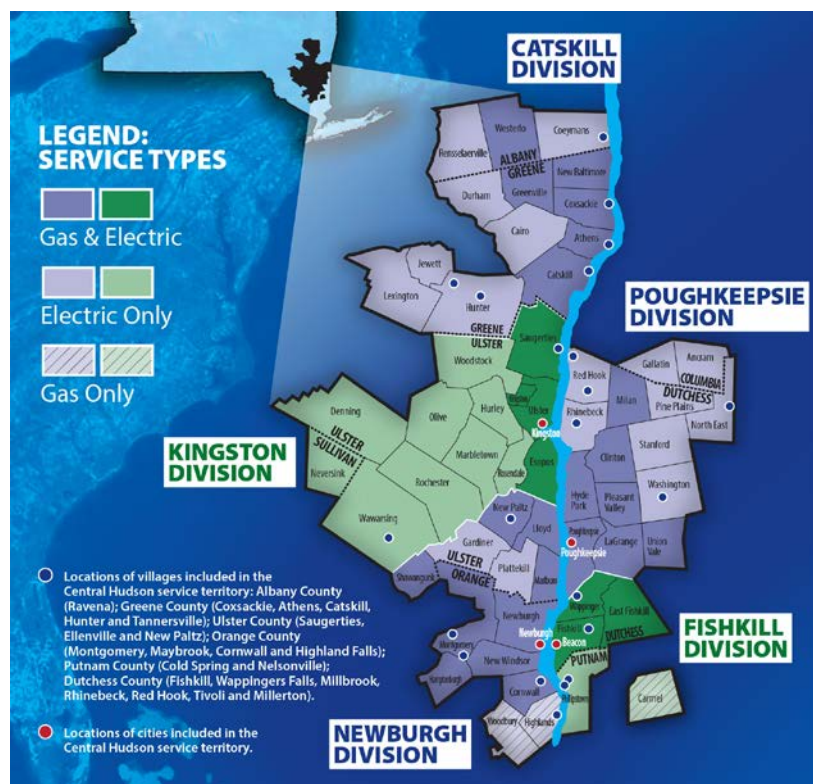 CATSKILL
DIVISION
LEGEND:
SERVICE TYPES
Gas & Electric
Electric Only
Gas Only
Westerlo
Coeymans
Rensselaerville
ALBANY
GREENE
New Baltimore
Durham
Greenville
Coxsackie
Cairo
Athens
Catskill
Jewett
Lexington
Hunter
GREENE
ULSTER
POUGHKEEPSIE
DIVISION
Saugerties
Woodstock
Red Hook
Gallatin
Ancram
COLUMBIA
DUTCHESS
Milan
Pine Plains
North East
Rhinebeck
Denning
Olive
Hurley
Ulster
Kingston
KINGSTON
DIVISION
ULSTER
SULLIVAN
Neversink
Marbletown
Rosendale
Esopus
Rochester
Wawarsing
Clinton
Stanford
Washington
Hyde
Park
Pleasant
Valley
New Paltz
Lloyd
Poughkeepsie
Poughkeepsie
LaGrange
Union
Vale
Gardiner
ULSTER
ORANGE
Plattekill
Marlboro
Shawangunk
Locations of villages included in the
Central Hudson service territory: Albany County
(Ravena); Greene County (Coxsackie, Athens, Catskill,
Hunter and Tannersville); Ulster County (Saugerties,
Ellenville and New Paltz); Orange County
(Montgomery, Maybrook, Cornwall and Highland Falls);
Putnam County (Cold Spring and Nelsonville);
Dutchess County (Fishkill, Wappingers Falls, Millbrook,
Rhinebeck, Red Hook, Tivoli and Millerton).
Locations of cities included in the
Central Hudson service territory.
Wappinger
East Fishkill
Fishkill
DUTCHESS
Newburgh
Newburgh
Beacon
FISHKILL
DIVISION
PUTNAM
Montgomery
New Windsor
Hamptonburgh
Cornwall
Philipstown
Carmel
Woodbury
Highlands
NEWBURGH
DIVISION